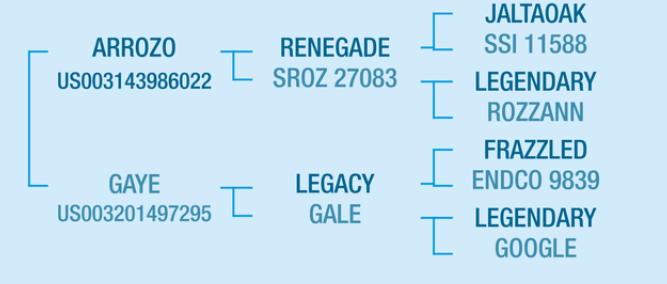 ARROZO
US003143986022
GAYE
US003201497295
RENEGADE
SROZ 27083
LEGACY
GALE
JALTAOAK
SSI 11588
LEGENDARY
ROZZANN
FRAZZLED
ENDCO 9839
LEGENDARY
GOOGLE